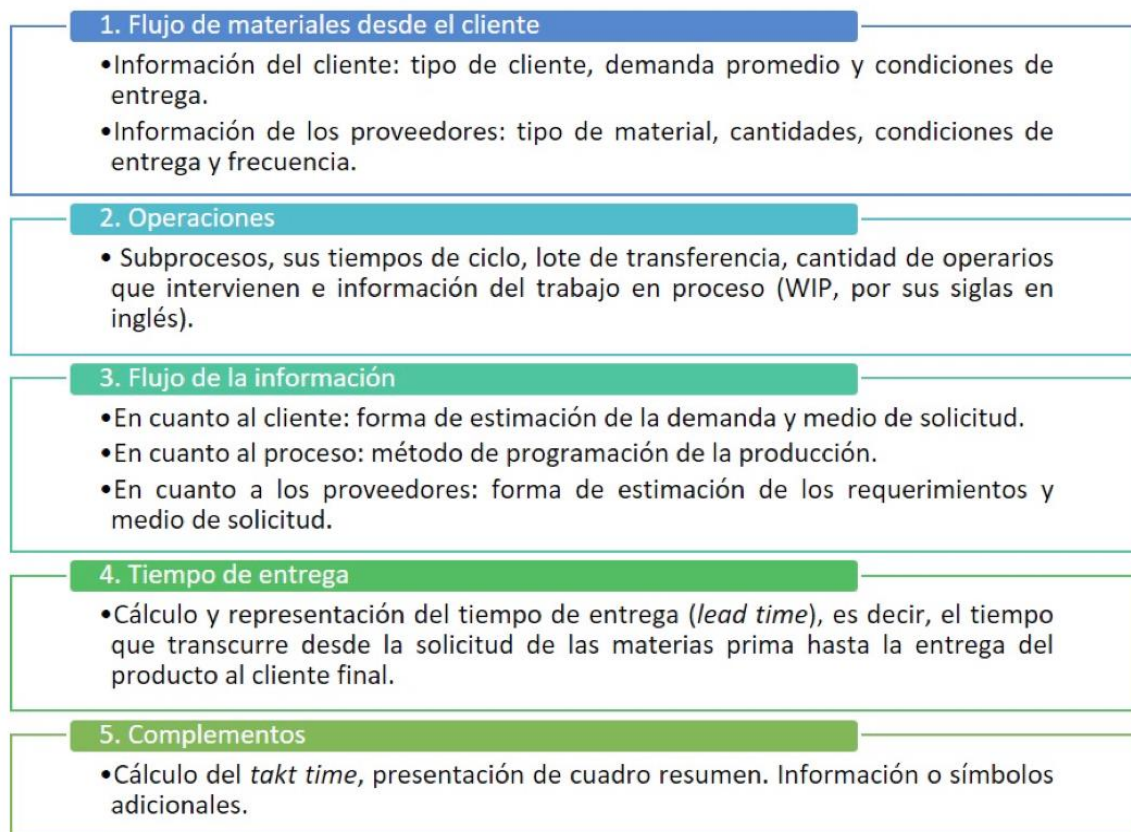 1. Flujo de materiales desde el cliente
•Información del cliente: tipo de cliente, demanda promedio y condiciones de
entrega.
•Información de los proveedores: tipo de material, cantidades, condiciones de
entrega y frecuencia.
2. Operaciones
• Subprocesos, sus tiempos de ciclo, lote de transferencia, cantidad de operarios
que intervienen e información del trabajo en proceso (WIP, por sus siglas en
inglés).
3. Flujo de la información
•En cuanto al cliente: forma de estimación de la demanda y medio de solicitud.
•En cuanto al proceso: método de programación de la producción.
•En cuanto a los proveedores: forma de estimación de los requerimientos y
medio de solicitud.
4. Tiempo de entrega
•Cálculo y representación del tiempo de entrega (lead time), es decir, el tiempo
que transcurre desde la solicitud de las materias prima hasta la entrega del
producto al cliente final.
5. Complementos
•Cálculo del takt time, presentación de cuadro resumen. Información o símbolos
adicionales.